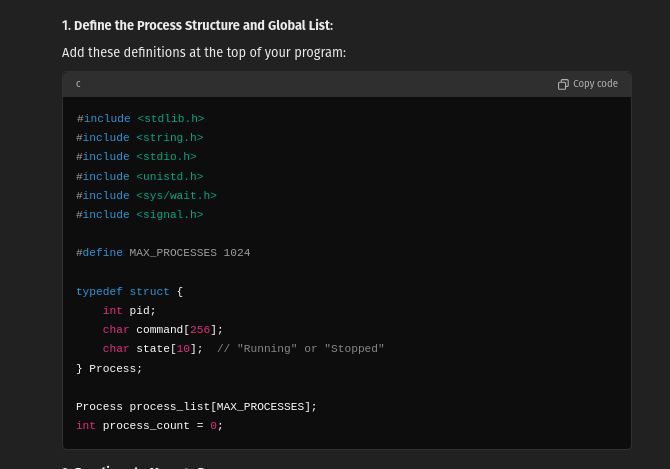 1. Define the Process Structure and Global List:
Add these definitions at the top of your program:
c
Copy code
#include <stdlib.h>
#include <string.h>
#include <stdio.h>
#include <unistd.h>
#include <sys/wait.h>
#include <signal.h>
#define MAX_PROCESSES 1024
typedef struct {
    int pid;
    char command[256];
    char state[10];  // "Running" or "Stopped"
} Process;
Process process_list[MAX_PROCESSES];
int process_count = 0;